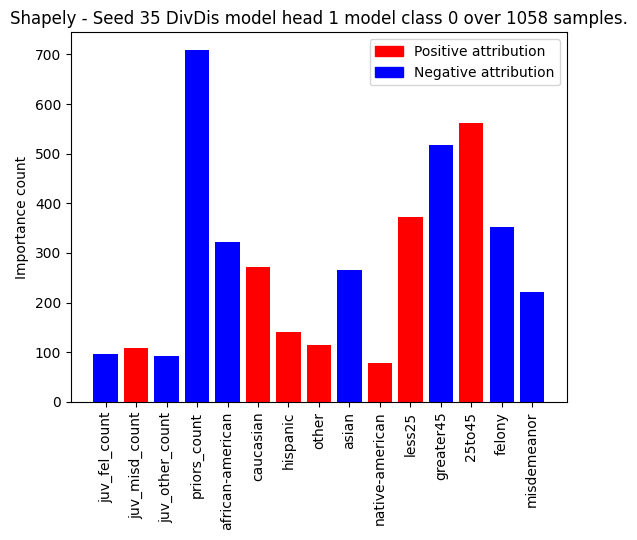 Shapely - Seed 35 DivDis model head 1 model class 0 over 1058 samples.
Positive attribution
Negative attribution
Importance count
700
600
500
400
300
200
100
0
juv_fel_count
juv_misd_count
juv_other_count
priors_count
african-american
caucasian
hispanic
other
asian
native-american
less25
greater45
25to45
felony
misdemeanor